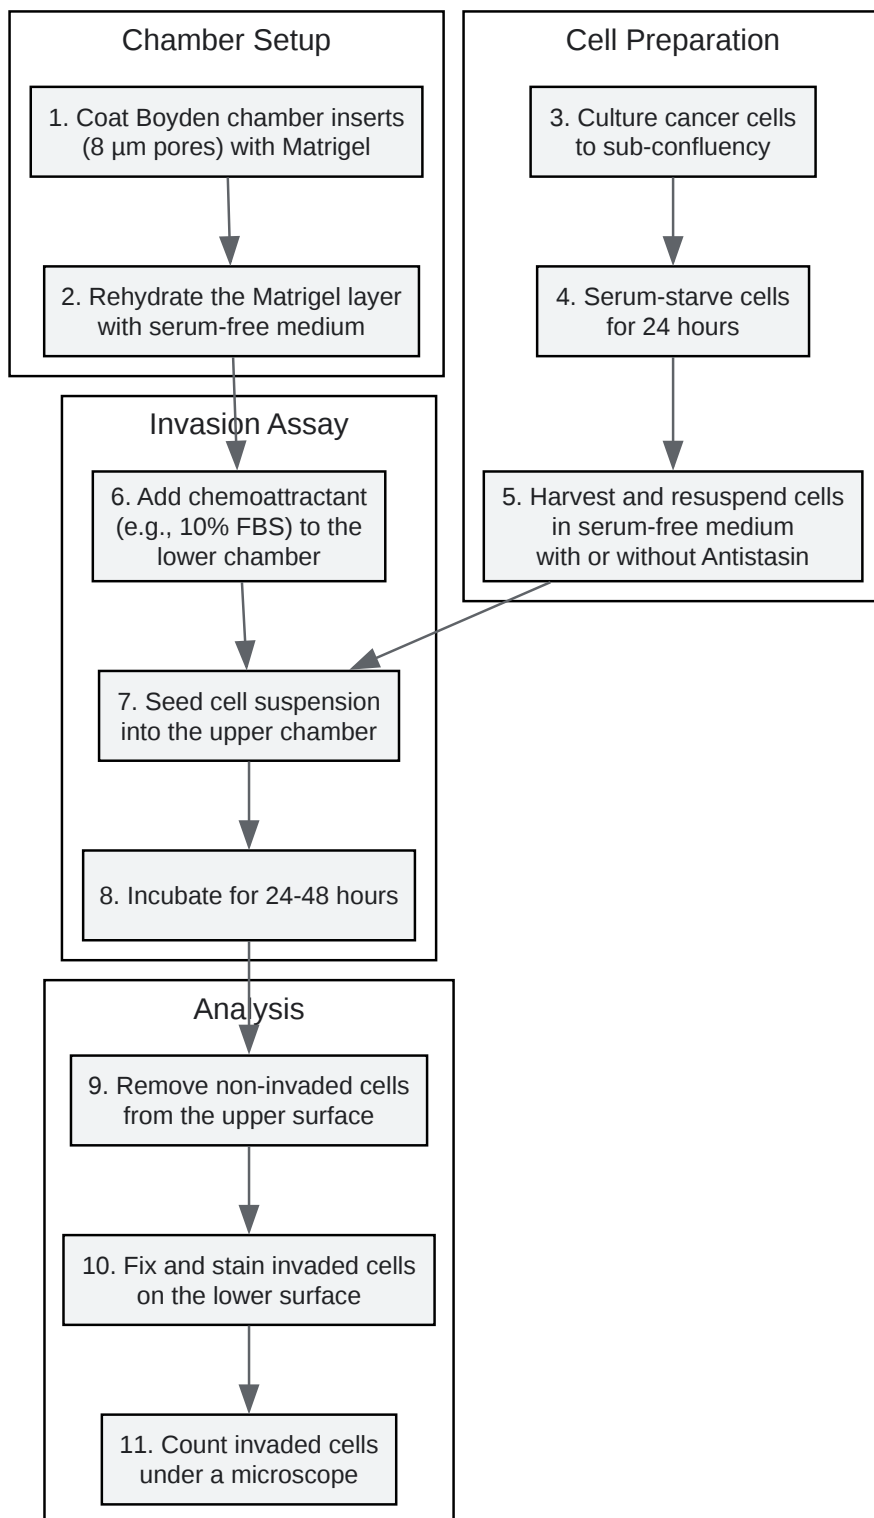 Chamber Setup
1. Coat Boyden chamber inserts
(8 µm pores) with Matrigel
2. Rehydrate the Matrigel layer
with serum-free medium
Cell Preparation
3. Culture cancer cells
to sub-confluency
4. Serum-starve cells
for 24 hours
5. Harvest and resuspend cells
in serum-free medium
with or without Antistasin
Invasion Assay
6. Add chemoattractant
(e.g., 10% FBS) to the
lower chamber
7. Seed cell suspension
into the upper chamber
8. Incubate for 24-48 hours
Analysis
9. Remove non-invaded cells
from the upper surface
10. Fix and stain invaded cells
on the lower surface
11. Count invaded cells
under a microscope